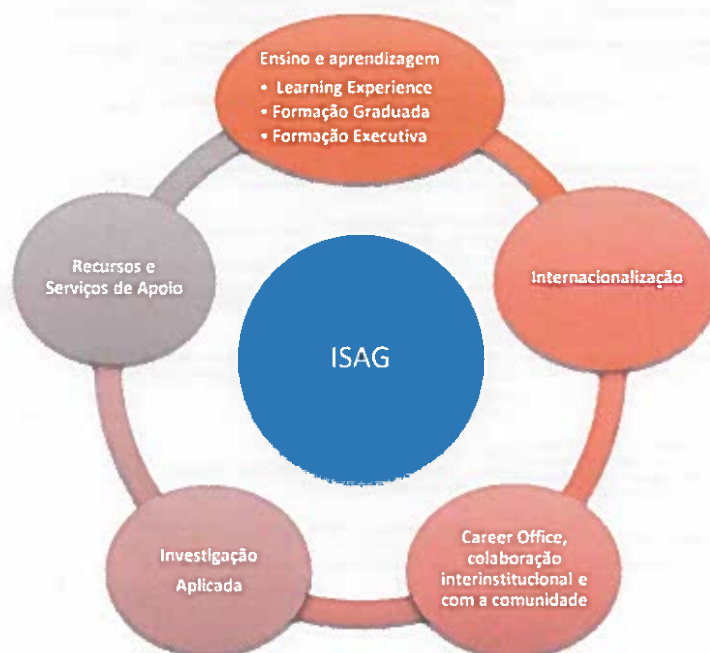 Ensino e aprendizagem
• Learning Experience
• Formação Graduada
• Formação Executiva
Recursos e
Serviços de Apoio
Internacionalização
ISAG
Investigação
Aplicada
Career Office,
colaboração
interinstitucional e
com a comunidade